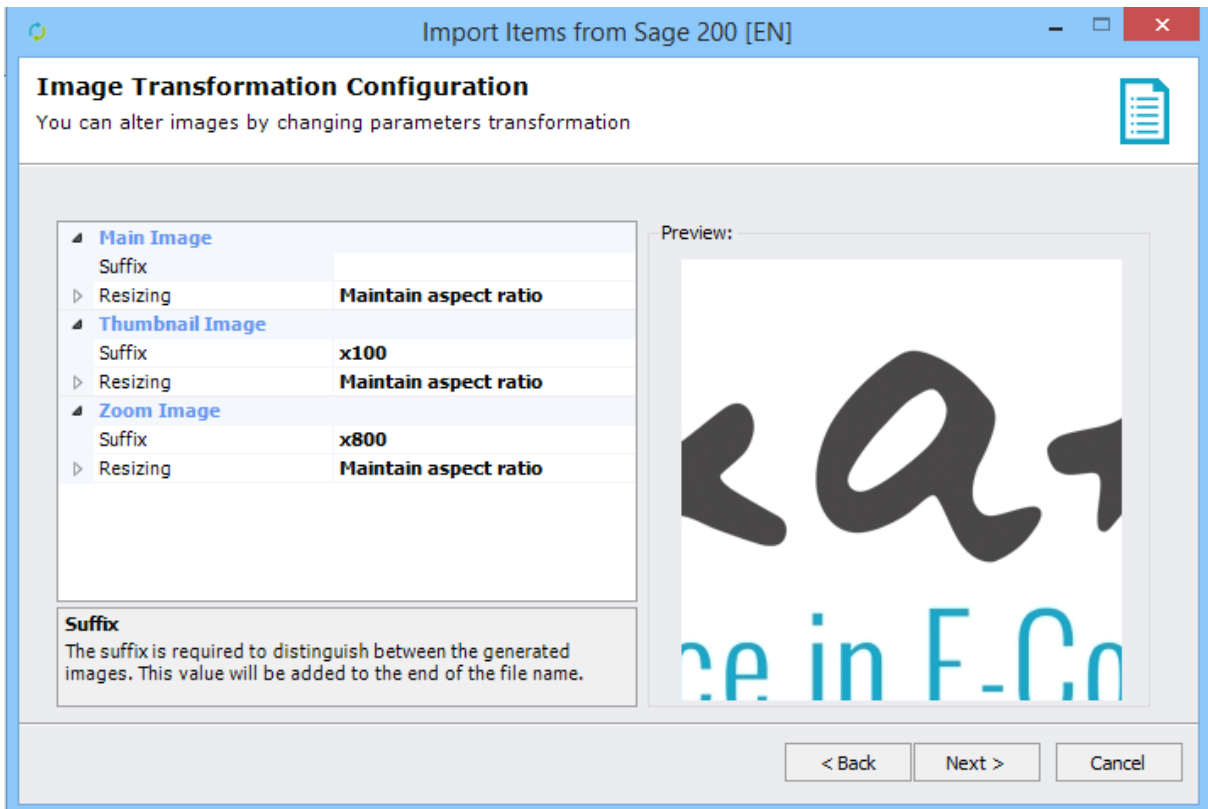 Import Items from Sage 200 [EN]
Image Transformation Configuration
You can alter images by changing parameters transformation
Main Image
Suffix
Resizing Maintain aspect ratio
Thumbnail Image
Suffix x100
Resizing Maintain aspect ratio
Zoom Image
Suffix x800
Resizing Maintain aspect ratio
Suffix
The suffix is required to distinguish between the generated
images. This value will be added to the end of the file name.
Preview:
ce in E-Co
< Back Next > Cancel